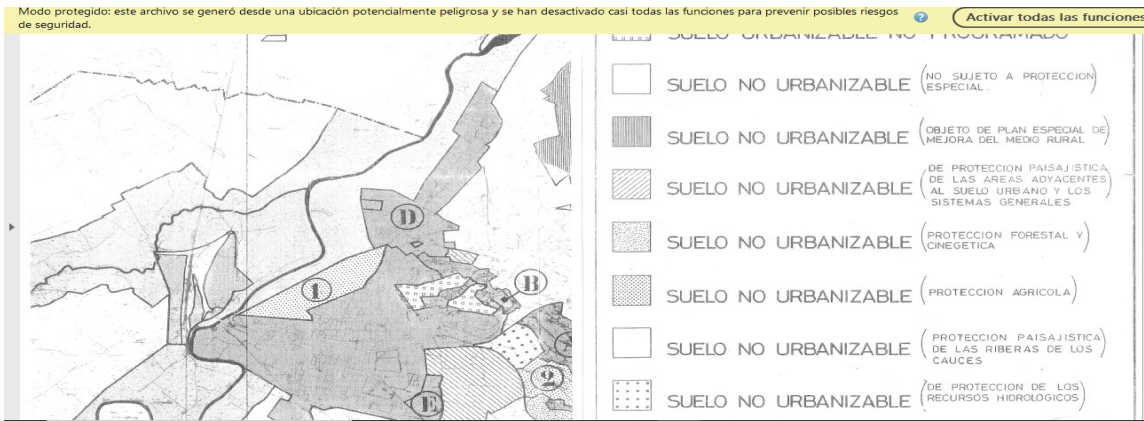 Modo protegido: este archivo se generó desde una ubicación potencialmente peligrosa y se han desactivado casi todas las funciones para prevenir posibles riesgos
de seguridad.
Activar todas las funciones
SUELO URBANIZABLE NO PROGRAMADO
SUELO NO URBANIZABLE (NO SUJETO A PROTECCION
ESPECIAL.)
SUELO NO URBANIZABLE (OBJETO DE PLAN ESPECIAL DE
MEJORA DEL MEDIO RURAL)
SUELO NO URBANIZABLE (DE PROTECCION PAISAJISTICA
DE LAS AREAS ADYACENTES
AL SUELO URBANO Y LOS
SISTEMAS GENERALES)
SUELO NO URBANIZABLE (PROTECCION FORESTAL Y
CINEGETICA)
SUELO NO URBANIZABLE (PROTECCION AGRICOLA)
SUELO NO URBANIZABLE (PROTECCION PAISAJISTICA
DE LAS RIBERAS DE LOS
CAUCES)
SUELO NO URBANIZABLE (DE PROTECCION DE LOS
RECURSOS HIDROLOGICOS)
D
1
B
2
E